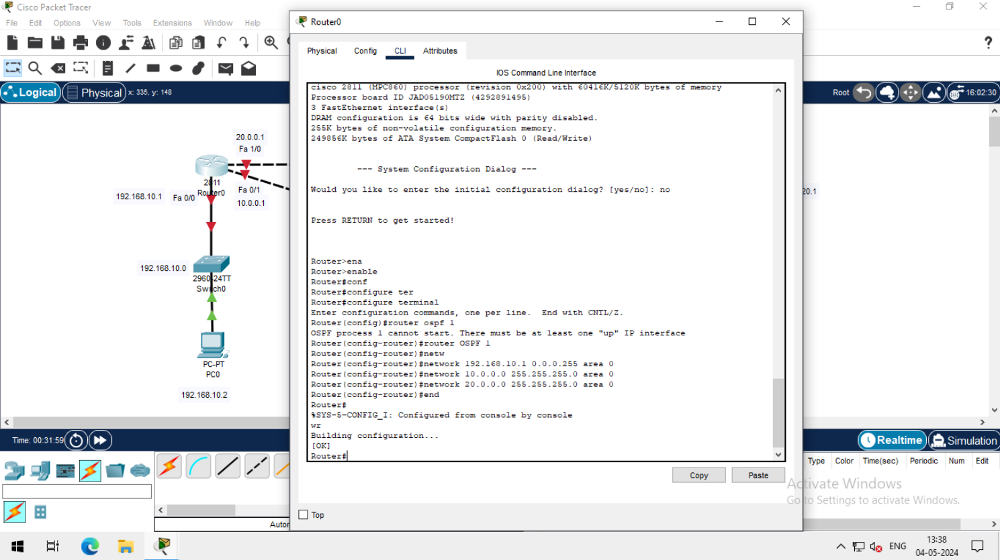 Cisco Packet Tracer
File Edit Options View Tools Extensions Window Help
Logical Physical x: 335, y: 148
Root 16:02:30
20.0.0.1
Fa 1/0
2811
Router0
192.168.10.1 Fa 0/0
Fa 0/1
10.0.0.1
192.168.10.0
2960-24TT
Switch0
PC-PT
PC0
192.168.10.2
20.1
Router0
Physical Config CLI Attributes
IOS Command Line Interface
cisco 2811 (MPC860) processor (revision 0x200) with 60416K/5120K bytes of memory
Processor board ID JAD05190MTZ (4292891495)
3 FastEthernet interface(s)
DRAM configuration is 64 bits wide with parity disabled.
255K bytes of non-volatile configuration memory.
249856K bytes of ATA System CompactFlash 0 (Read/Write)
--- System Configuration Dialog ---
Would you like to enter the initial configuration dialog? [yes/no]: no
Press RETURN to get started!
Router>ena
Router>enable
Router#conf
Router#configure ter
Router#configure terminal
Enter configuration commands, one per line.  End with CNTL/Z.
Router(config)#router ospf 1
OSPF process 1 cannot start. There must be at least one "up" IP interface
Router(config-router)#router OSPF 1
Router(config-router)#netw
Router(config-router)#network 192.168.10.1 0.0.0.255 area 0
Router(config-router)#network 10.0.0.0 255.255.255.0 area 0
Router(config-router)#network 20.0.0.0 255.255.255.0 area 0
Router(config-router)#end
Router#
%SYS-5-CONFIG_I: Configured from console by console
wr
Building configuration...
[OK]
Router#
Copy Paste
Top
Time: 00:31:59
Realtime Simulation
Type Color Time(sec) Periodic Num Edit
Activate Windows
Go to Settings to activate Windows.
Autor
ENG
13:38
04-05-2024